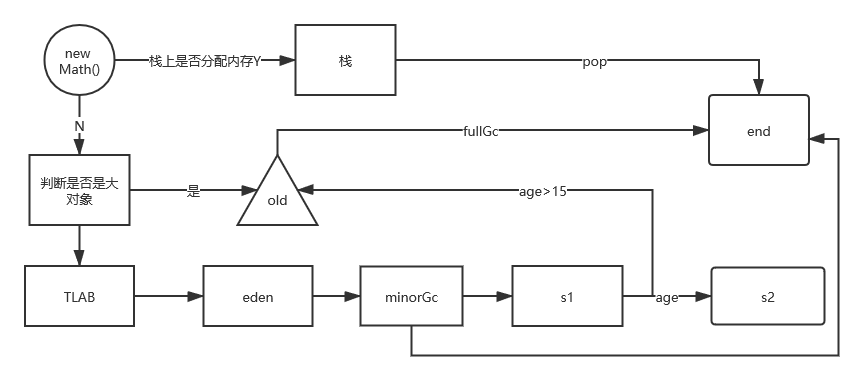 new
Math()
栈上是否分配内存Y
栈
pop
end
N
fullGc
判断是否是大
对象
是
old
age>15
TLAB
eden
minorGc
s1
age
s2